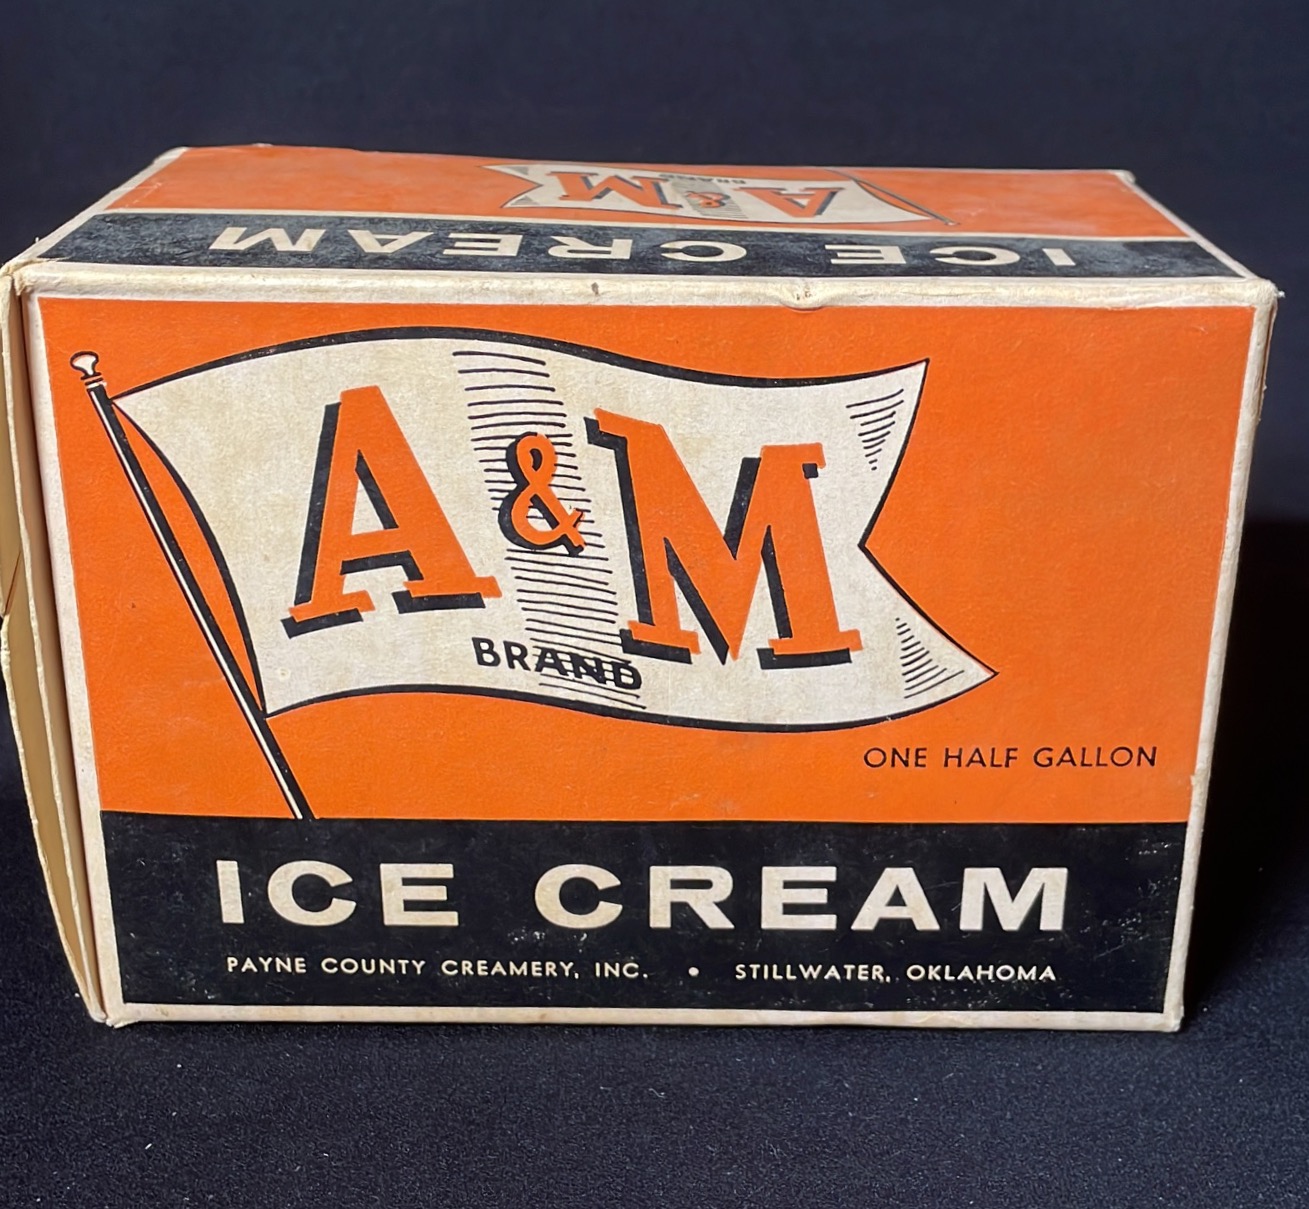 A & M
BRAND
ICE CREAM
A & M
BRAND
ONE HALF GALLON
ICE CREAM
PAYNE COUNTY CREAMERY, INC. • STILLWATER, OKLAHOMA